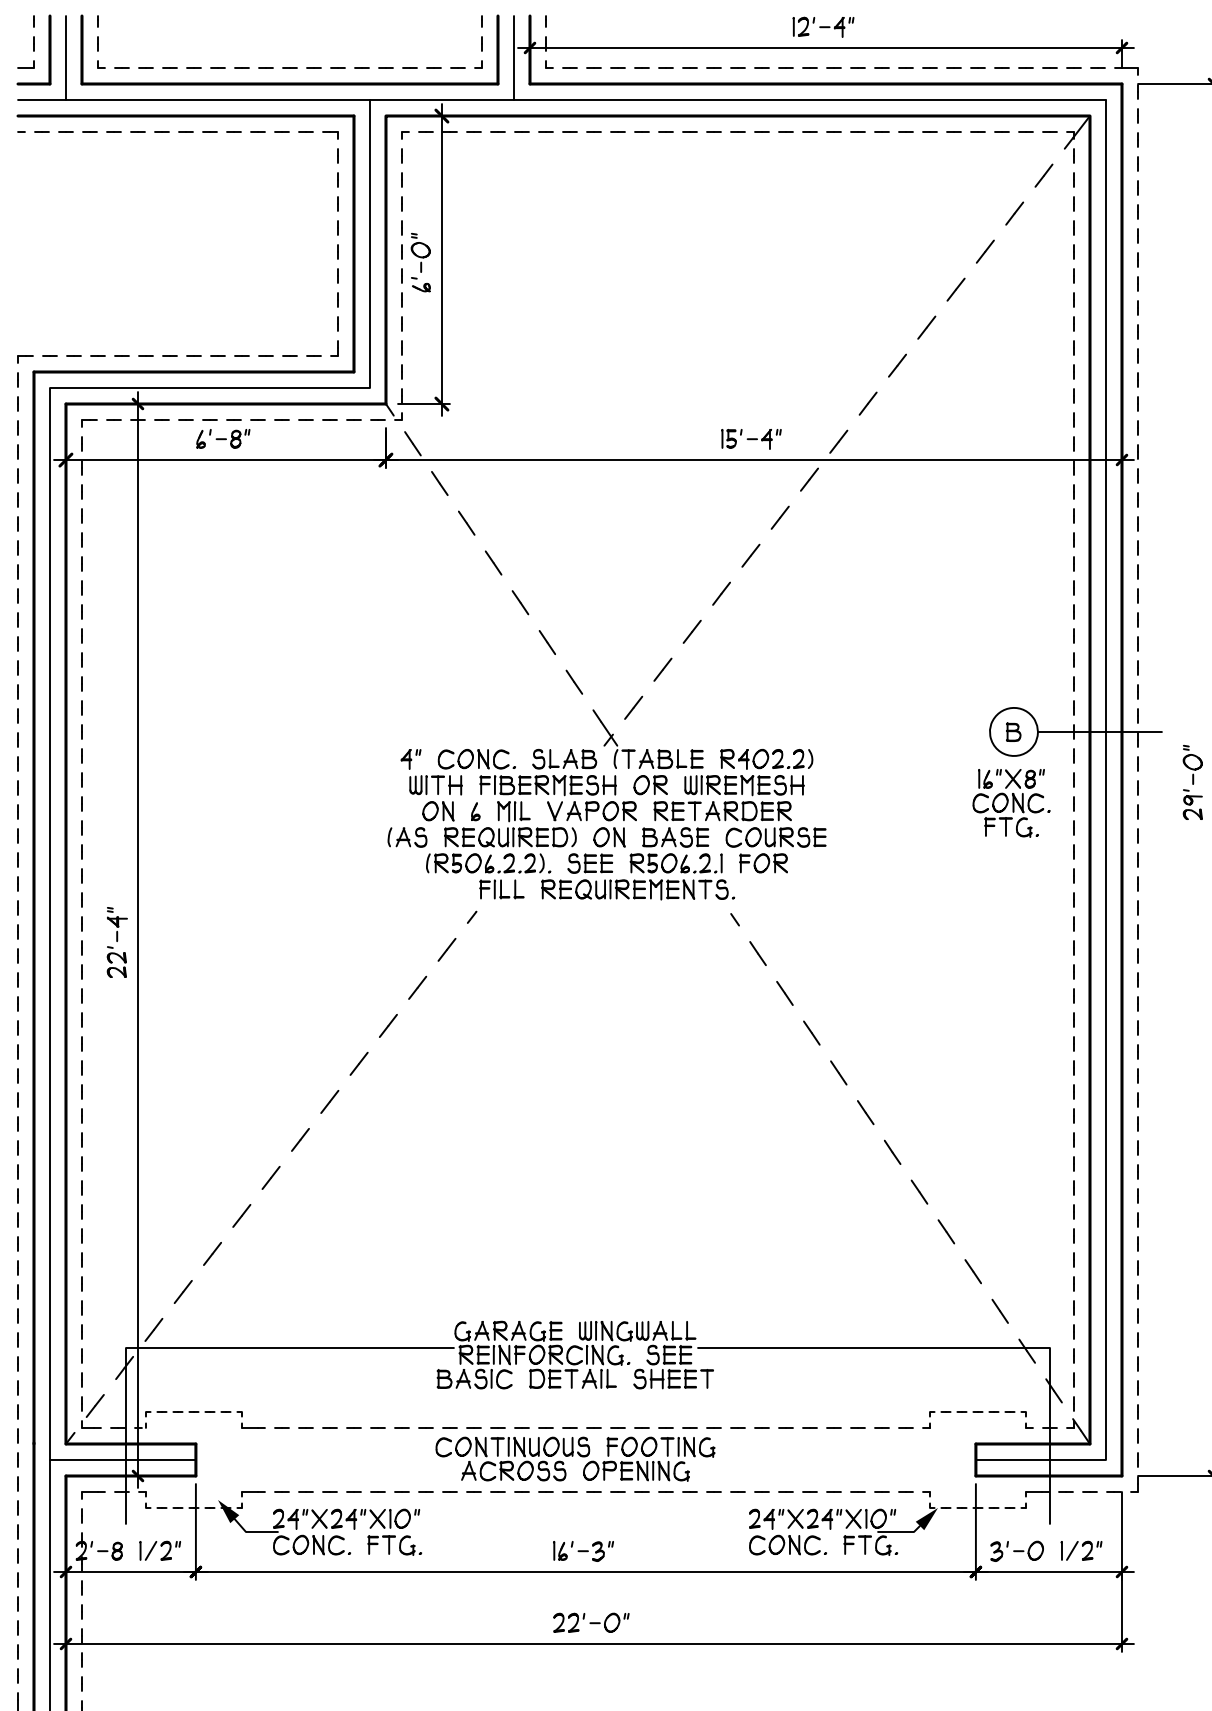 12'-4"
6'-0"
6'-8"
15'-4"
4" CONC. SLAB (TABLE R402.2)
WITH FIBERMESH OR WIREMESH
ON 6 MIL VAPOR RETARDER
(AS REQUIRED) ON BASE COURSE
(R506.2.2). SEE R506.2.1 FOR
FILL REQUIREMENTS.
B
16"X8"
CONC.
FTG.
29'-0"
22'-4"
GARAGE WINGWALL
REINFORCING. SEE
BASIC DETAIL SHEET
CONTINUOUS FOOTING
ACROSS OPENING
24"X24"X10"
CONC. FTG.
24"X24"X10"
CONC. FTG.
2'-8 1/2"
16'-3"
3'-0 1/2"
22'-0"